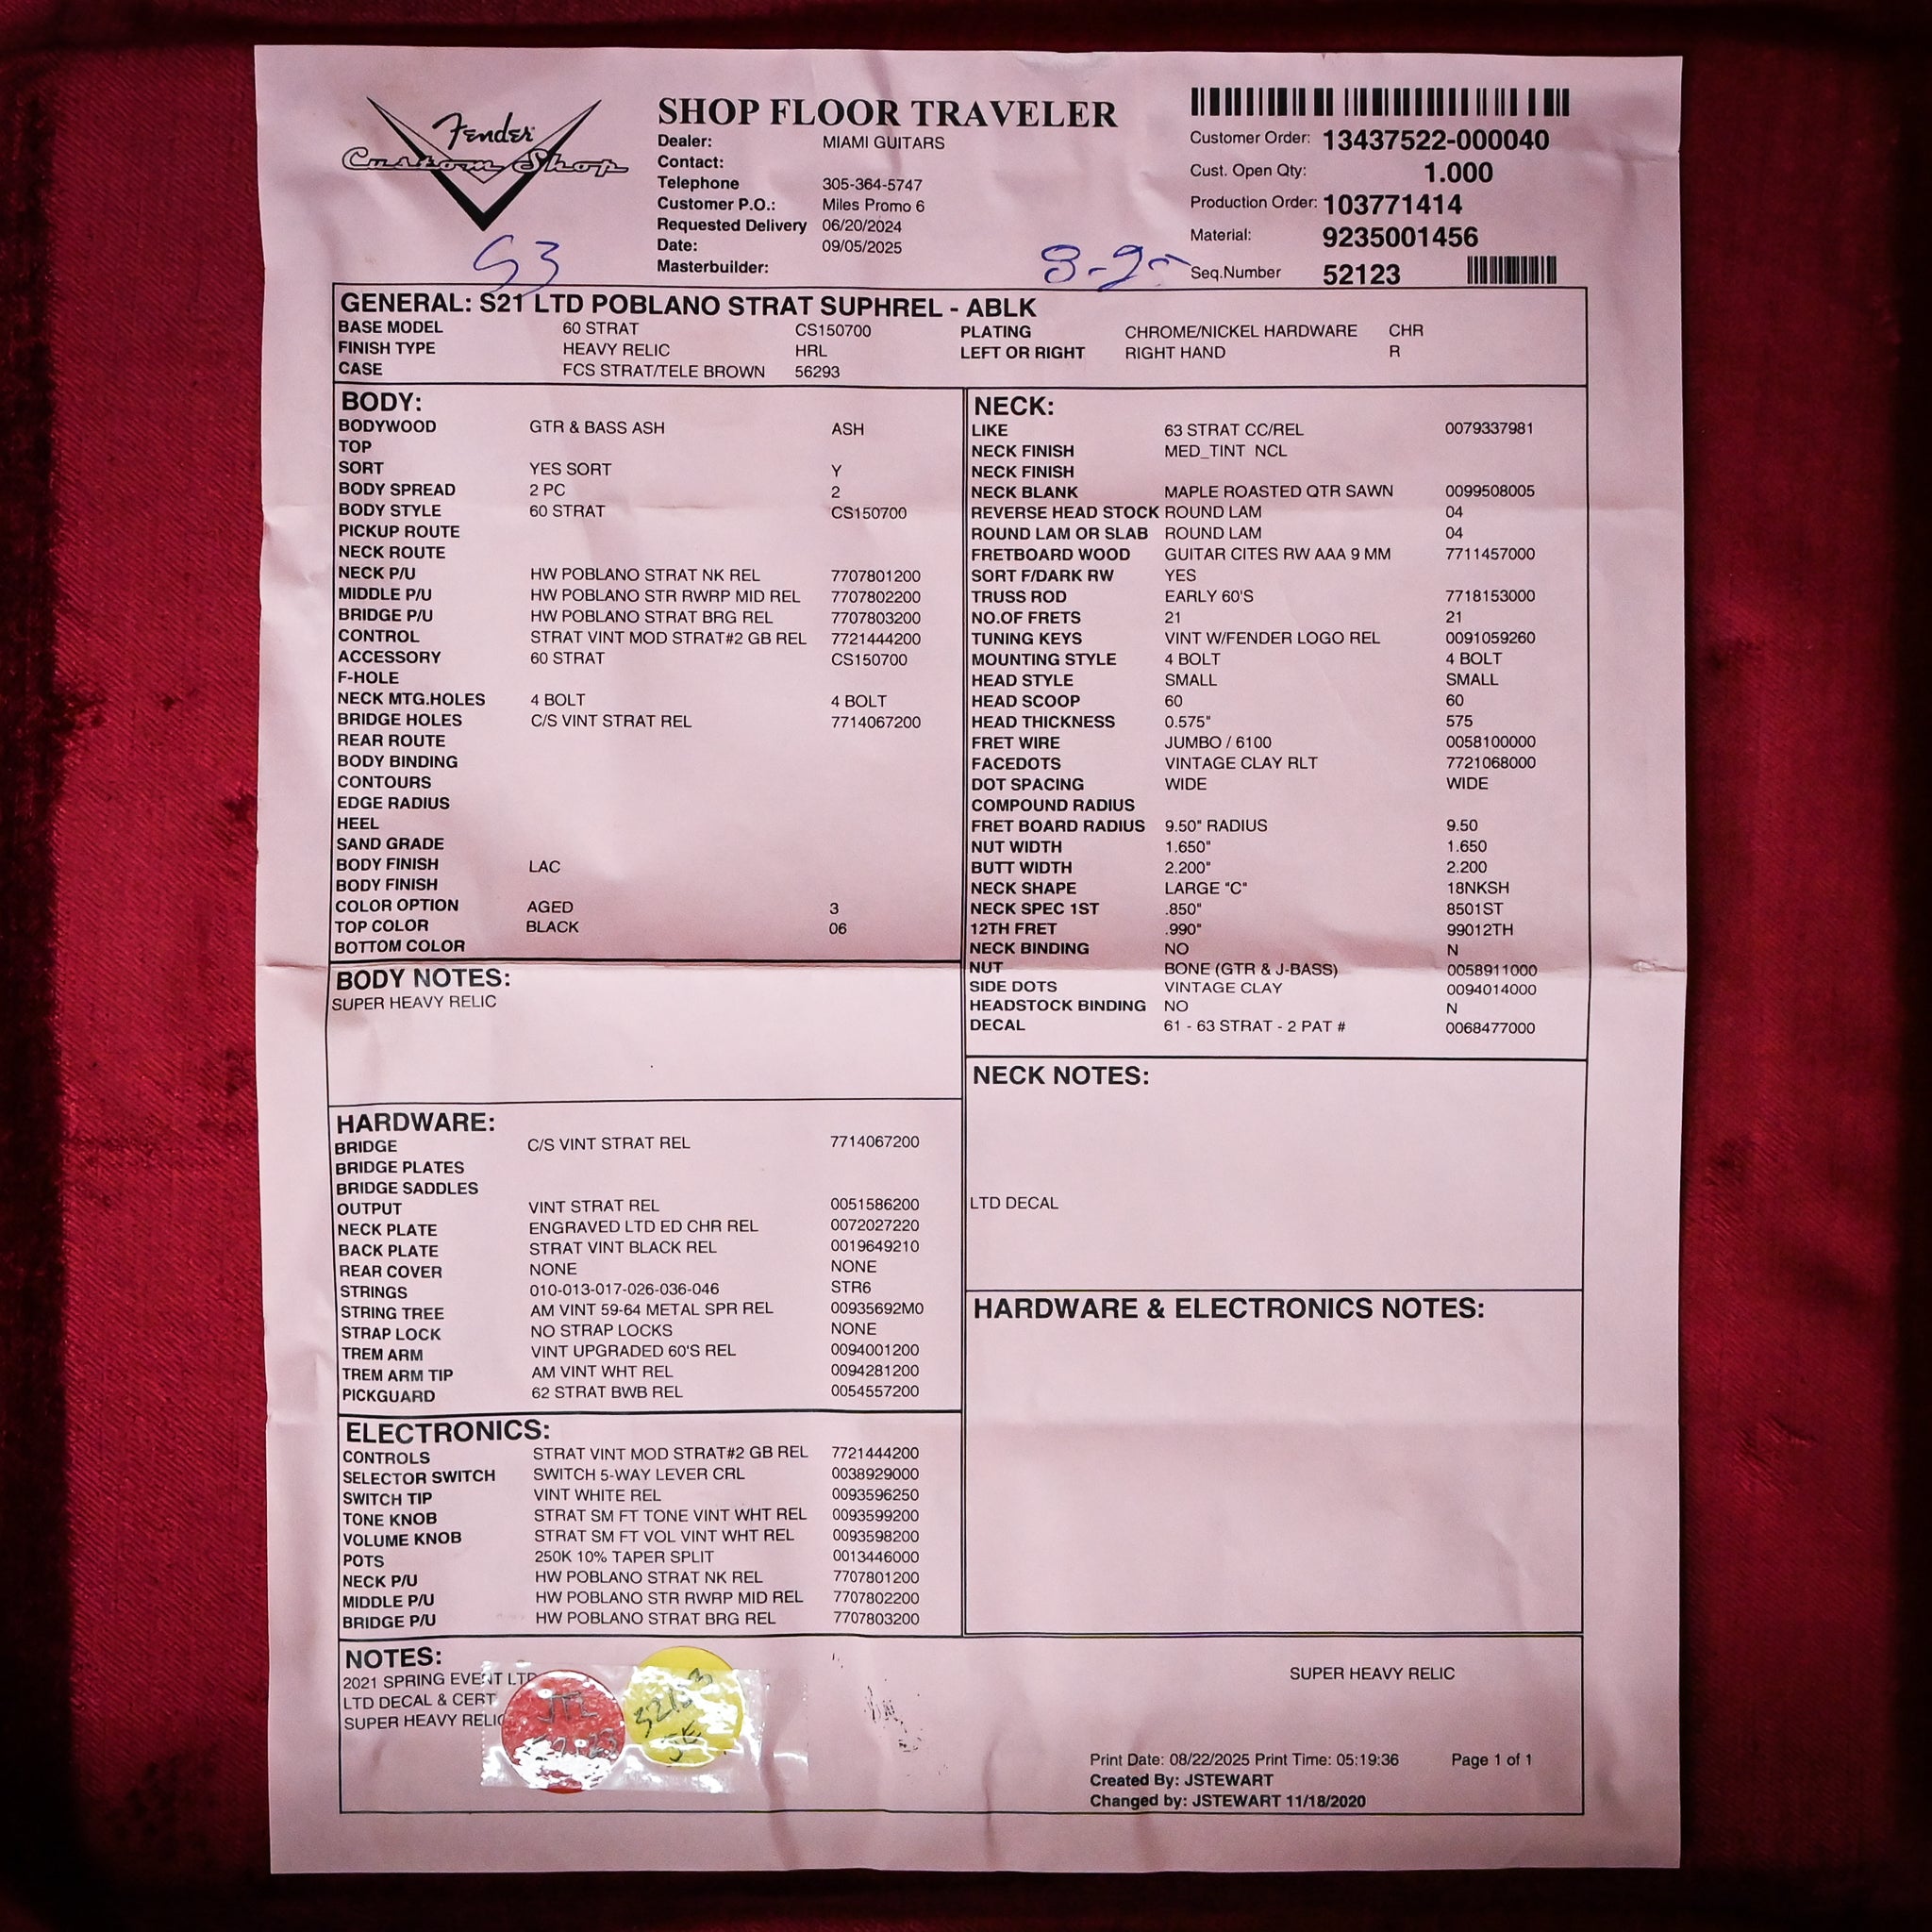 Fender
Custom Shop
SHOP FLOOR TRAVELER
Dealer: MIAMI GUITARS
Contact:
Telephone 305-364-5747
Customer P.O.: Miles Promo 6
Requested Delivery 06/20/2024
Date: 09/05/2025
Masterbuilder:
Customer Order: 13437522-000040
Cust. Open Qty: 1.000
Production Order: 103771414
Material: 9235001456
Seq.Number 52123
GENERAL: S21 LTD POBLANO STRAT SUPHREL - ABLK
BASE MODEL 60 STRAT CS150700 PLATING CHROME/NICKEL HARDWARE CHR
FINISH TYPE HEAVY RELIC HRL LEFT OR RIGHT RIGHT HAND R
CASE FCS STRAT/TELE BROWN 56293
BODY:
BODYWOOD GTR & BASS ASH ASH
TOP
SORT YES SORT Y
BODY SPREAD 2 PC 2
BODY STYLE 60 STRAT CS150700
PICKUP ROUTE
NECK ROUTE
NECK P/U HW POBLANO STRAT NK REL 7707801200
MIDDLE P/U HW POBLANO STR RWRP MID REL 7707802200
BRIDGE P/U HW POBLANO STRAT BRG REL 7707803200
CONTROL STRAT VINT MOD STRAT#2 GB REL 7721444200
ACCESSORY 60 STRAT CS150700
F-HOLE
NECK MTG.HOLES 4 BOLT 4 BOLT
BRIDGE HOLES C/S VINT STRAT REL 7714067200
REAR ROUTE
BODY BINDING
CONTOURS
EDGE RADIUS
HEEL
SAND GRADE
BODY FINISH LAC
BODY FINISH
COLOR OPTION AGED 3
TOP COLOR BLACK 06
BOTTOM COLOR
BODY NOTES:
SUPER HEAVY RELIC
HARDWARE:
BRIDGE C/S VINT STRAT REL 7714067200
BRIDGE PLATES
BRIDGE SADDLES
OUTPUT VINT STRAT REL 0051586200
NECK PLATE ENGRAVED LTD ED CHR REL 0072027220
BACK PLATE STRAT VINT BLACK REL 0019649210
REAR COVER NONE NONE
STRINGS 010-013-017-026-036-046 STR6
STRING TREE AM VINT 59-64 METAL SPR REL 00935692M0
STRAP LOCK NO STRAP LOCKS NONE
TREM ARM VINT UPGRADED 60'S REL 0094001200
TREM ARM TIP AM VINT WHT REL 0094281200
PICKGUARD 62 STRAT BWB REL 0054557200
ELECTRONICS:
CONTROLS STRAT VINT MOD STRAT#2 GB REL 7721444200
SELECTOR SWITCH SWITCH 5-WAY LEVER CRL 0038929000
SWITCH TIP VINT WHITE REL 0093596250
TONE KNOB STRAT SM FT TONE VINT WHT REL 0093599200
VOLUME KNOB STRAT SM FT VOL VINT WHT REL 0093598200
POTS 250K 10% TAPER SPLIT 0013446000
NECK P/U HW POBLANO STRAT NK REL 7707801200
MIDDLE P/U HW POBLANO STR RWRP MID REL 7707802200
BRIDGE P/U HW POBLANO STRAT BRG REL 7707803200
NECK:
LIKE 63 STRAT CC/REL 0079337981
NECK FINISH MED_TINT NCL
NECK FINISH
NECK BLANK MAPLE ROASTED QTR SAWN 0099508005
REVERSE HEAD STOCK ROUND LAM 04
ROUND LAM OR SLAB ROUND LAM 04
FRETBOARD WOOD GUITAR CITES RW AAA 9 MM 7711457000
SORT F/DARK RW YES
TRUSS ROD EARLY 60'S 7718153000
NO.OF FRETS 21 21
TUNING KEYS VINT W/FENDER LOGO REL 0091059260
MOUNTING STYLE 4 BOLT 4 BOLT
HEAD STYLE SMALL SMALL
HEAD SCOOP 60 60
HEAD THICKNESS 0.575" 575
FRET WIRE JUMBO / 6100 0058100000
FACEDOTS VINTAGE CLAY RLT 7721068000
DOT SPACING WIDE WIDE
COMPOUND RADIUS
FRET BOARD RADIUS 9.50" RADIUS 9.50
NUT WIDTH 1.650" 1.650
BUTT WIDTH 2.200" 2.200
NECK SHAPE LARGE "C" 18NKSH
NECK SPEC 1ST .850" 8501ST
12TH FRET .990" 99012TH
NECK BINDING NO N
NUT BONE (GTR & J-BASS) 0058911000
SIDE DOTS VINTAGE CLAY 0094014000
HEADSTOCK BINDING NO N
DECAL 61 - 63 STRAT - 2 PAT # 0068477000
NECK NOTES:
LTD DECAL
HARDWARE & ELECTRONICS NOTES:
NOTES:
2021 SPRING EVENT LTD
LTD DECAL & CERT
SUPER HEAVY RELIC
SUPER HEAVY RELIC
Print Date: 08/22/2025 Print Time: 05:19:36 Page 1 of 1
Created By: JSTEWART
Changed by: JSTEWART 11/18/2020